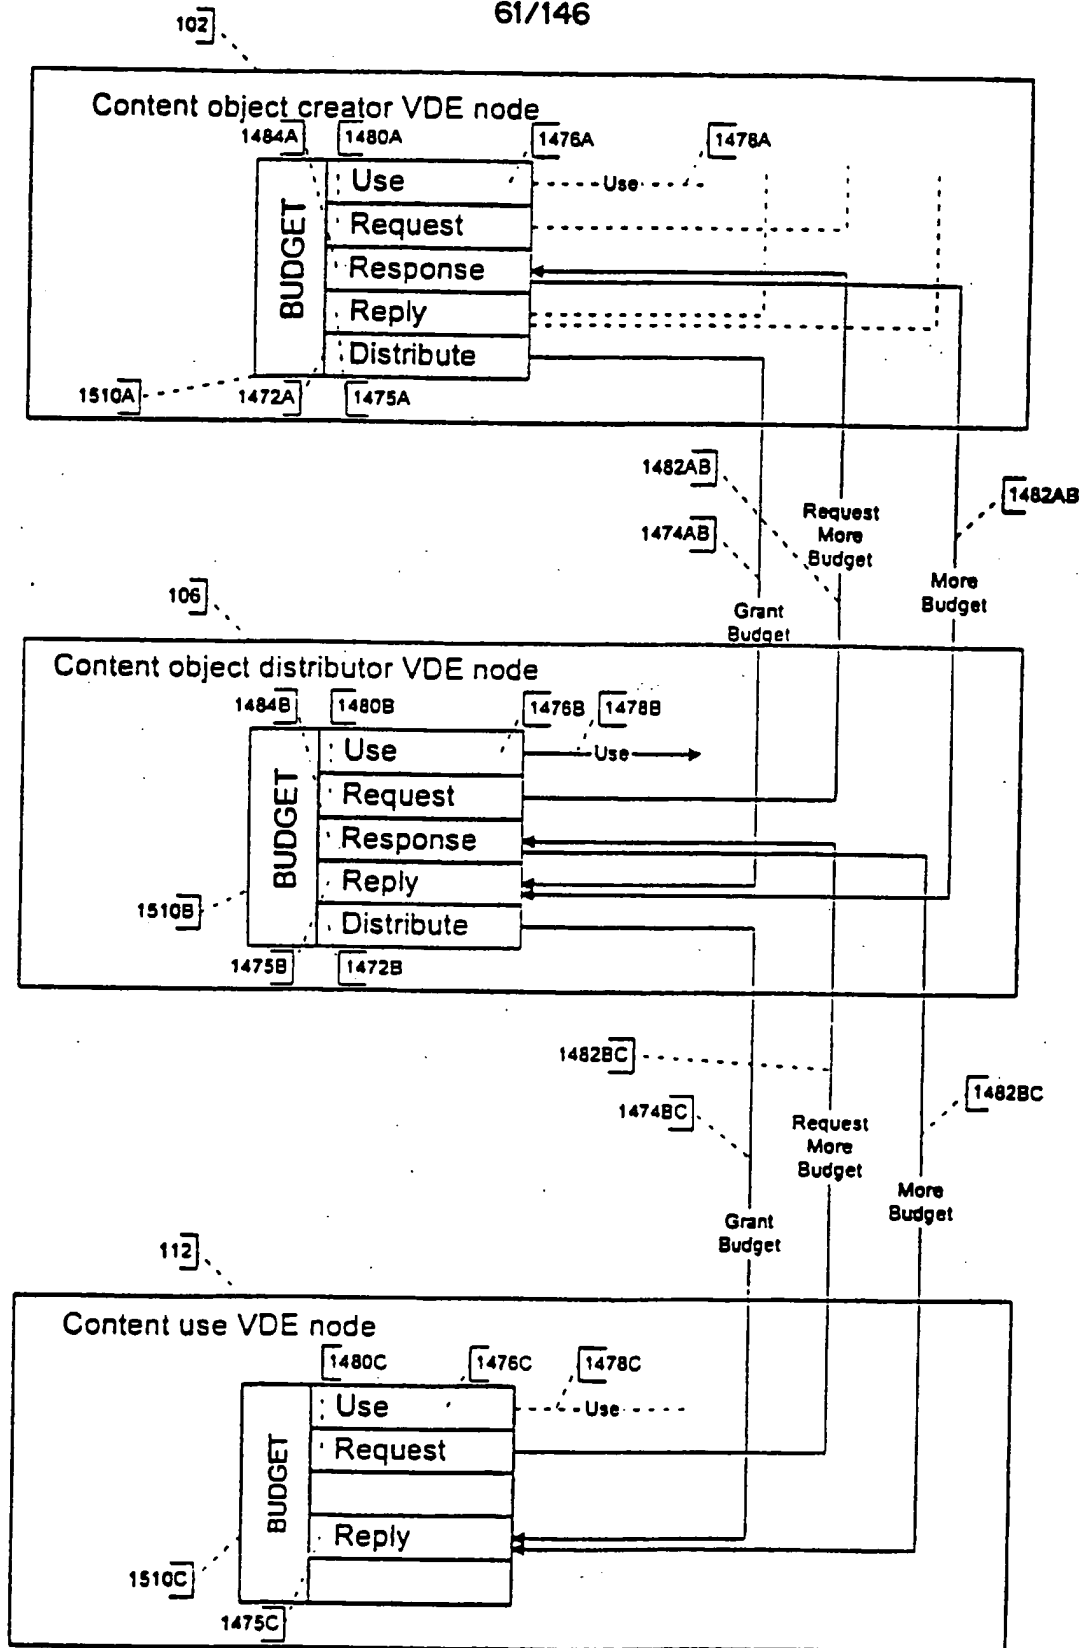 61/146
102
Content object creator VDE node
1484A
1480A
1476A
1478A
BUDGET
Use
Use
Request
Response
Reply
Distribute
1510A
1472A
1475A
1482AB
1482AB
1474AB
Request
More
Budget
More
Budget
Grant
Budget
106
Content object distributor VDE node
1484B
1480B
1476B
1478B
BUDGET
Use
Use
Request
Response
Reply
Distribute
1510B
1475B
1472B
1482BC
1482BC
1474BC
Request
More
Budget
More
Budget
Grant
Budget
112
Content use VDE node
1480C
1476C
1478C
BUDGET
Use
Use
Request
Reply
1510C
1475C